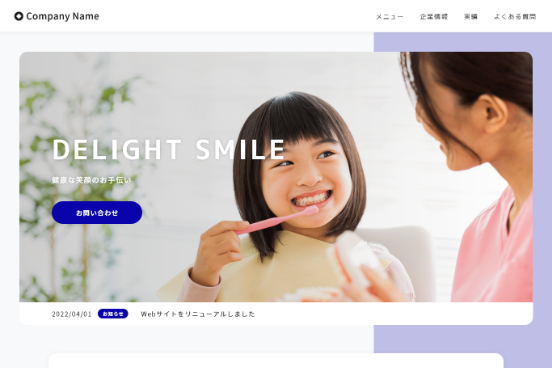 Company Name
メニュー 企業情報 実績 よくある質問
DELIGHT SMILE
健康な笑顔のお手伝い
お問い合わせ
2022/04/01 お知らせ Webサイトをリニューアルしました